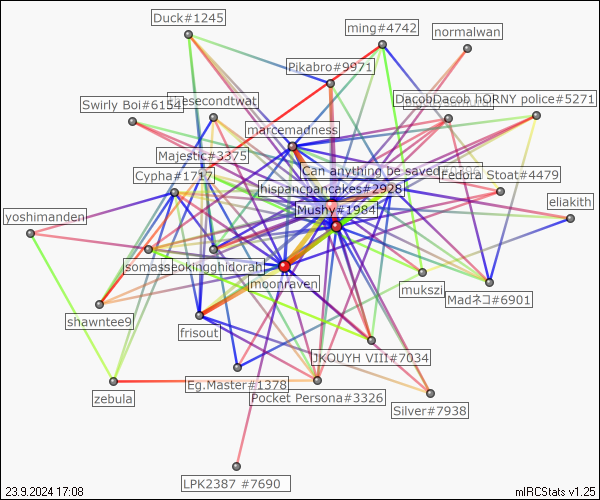 Duck#1245
ming#4742
normalwan
Pikabro#9971
DacobDacob hORNY police#5271
Swirly Boi#6154
thesecondtwat
marcemadness
Majestic#3375
Can anything be saved
Cypha#1717
Fedora Stoat#4479
hispancpancakes#2928
Mushy#1984
eliakith
yoshimanden
somasseokingghidorah
moonraven
mukszi
Madネコ#6901
shawntee9
frisout
JKOUYH VIII#7034
Eg.Master#1378
zebula
Pocket Persona#3326
Silver#7938
LPK2387 #7690
23.9.2024 17:08
mIRCStats v1.25